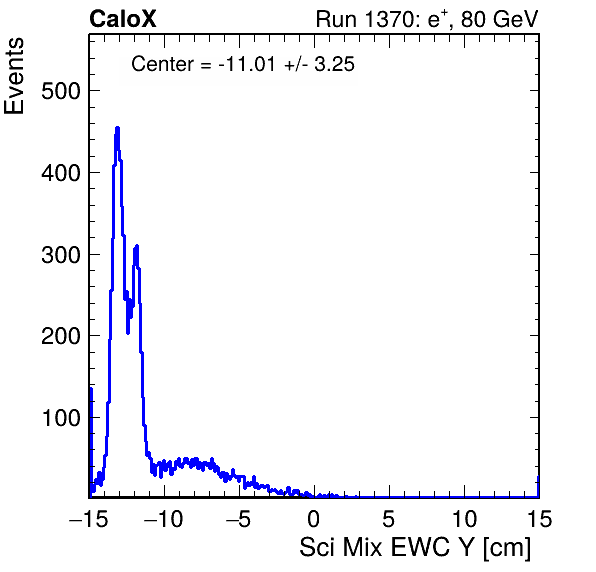 CaloX
Run 1370: e+, 80 GeV
Center = -11.01 +/- 3.25
Events
500
400
300
200
100
−15 −10 −5 0 5 10 15
Sci Mix EWC Y [cm]